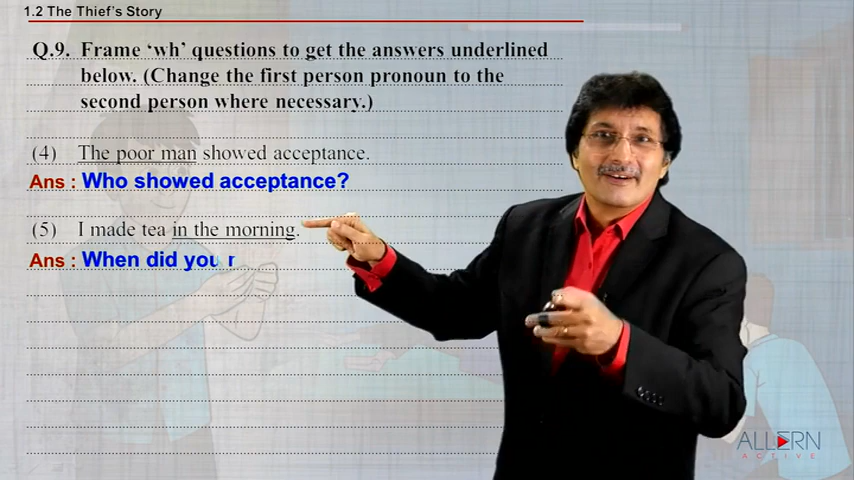 1.2 The Thief's Story
Q.9. Frame ‘wh’ questions to get the answers underlined
below. (Change the first person pronoun to the
second person where necessary.)
(4) The poor man showed acceptance.
Ans : Who showed acceptance?
(5) I made tea in the morning.
Ans : When did you
ALLERN
ACTIVE